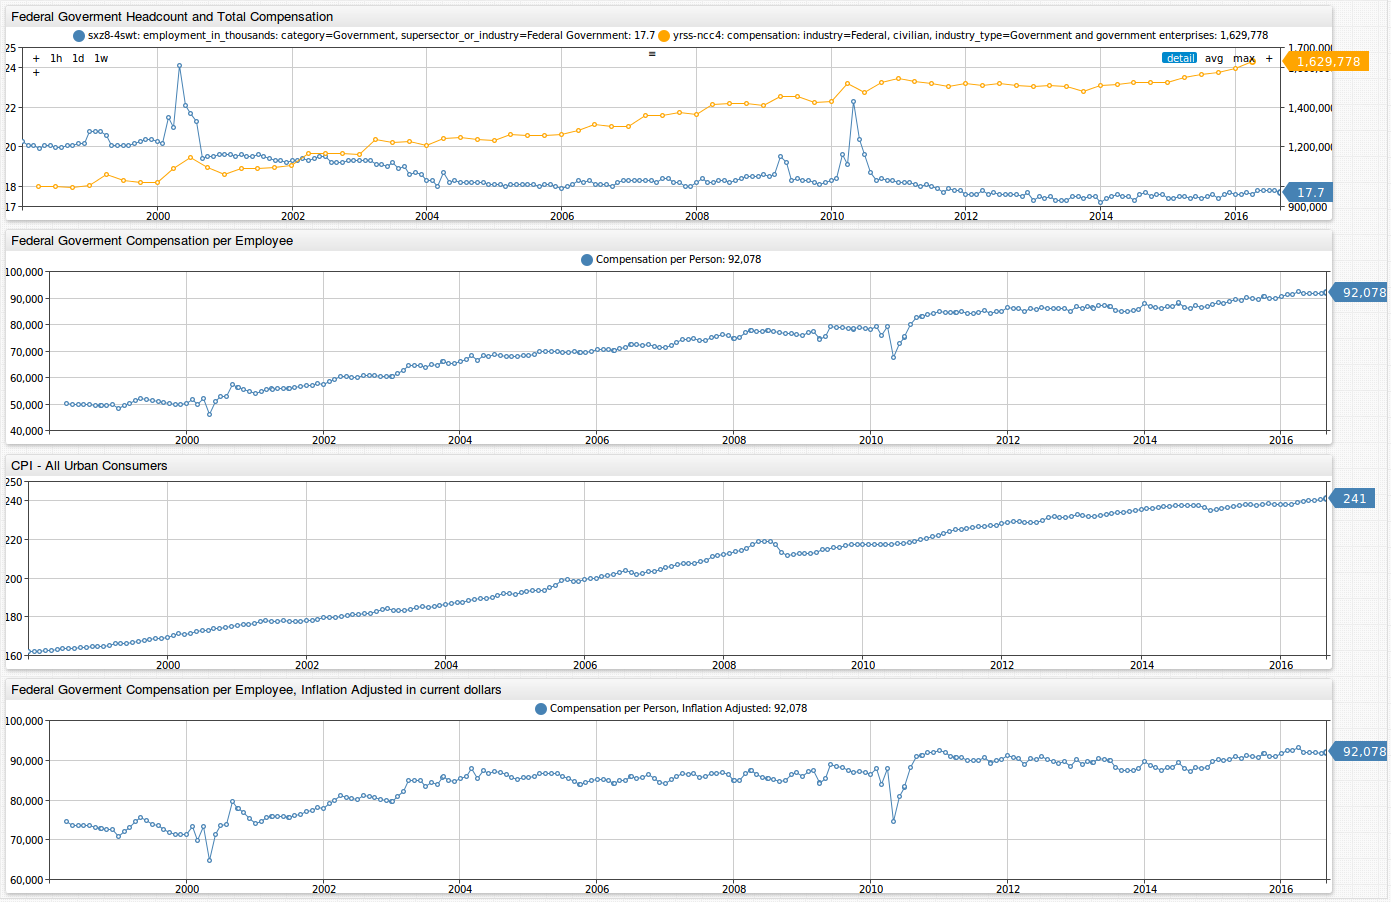 Federal Goverment Headcount and Total Compensation
sxz8-4swt: employment_in_thousands: category=Government, supersector_or_industry=Federal Government: 17.7 yrss-ncc4: compensation: industry=Federal, civilian, industry_type=Government and government enterprises: 1,629,778
25 1,700,000
+ 1h 1d 1w detail avg max + 1,629,778
24
+
22 1,400,000
20 1,200,000
18 17.7
17 900,000
2000 2002 2004 2006 2008 2010 2012 2014 2016
Federal Goverment Compensation per Employee
Compensation per Person: 92,078
100,000
90,000 92,078
80,000
70,000
60,000
50,000
40,000
2000 2002 2004 2006 2008 2010 2012 2014 2016
CPI - All Urban Consumers
250
240 241
220
200
180
160
2000 2002 2004 2006 2008 2010 2012 2014 2016
Federal Goverment Compensation per Employee, Inflation Adjusted in current dollars
Compensation per Person, Inflation Adjusted: 92,078
100,000
90,000 92,078
80,000
70,000
60,000
2000 2002 2004 2006 2008 2010 2012 2014 2016